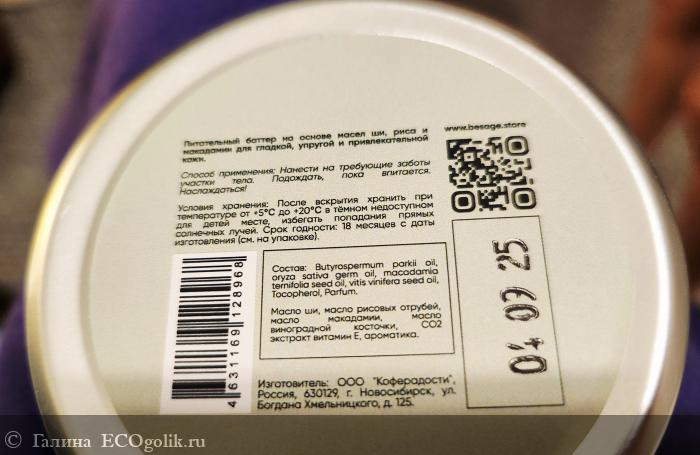 Питательный баттер на основе масел ши, риса и
макадамии для гладкой, упругой и привлекательной
кожи.
Способ применения: Нанести на требующие заботы
участки тела. Подождать, пока впитается.
Наслаждаться!
Условия хранения: После вскрытия хранить при
температуре от +5°C до +20°C в тёмном недоступном
для детей месте, избегать попадания прямых
солнечных лучей. Срок годности: 18 месяцев с даты
изготовления (см. на упаковке).
www.besage.store
04 09 25
4 631169 128968
Состав: Butyrospermum parkii oil,
oryza sativa germ oil, macadamia
ternifolia seed oil, vitis vinifera seed oil,
Tocopherol, Parfum.
Масло ши, масло рисовых отрубей,
масло макадамии, масло
виноградной косточки, CO2
экстракт витамин Е, ароматика.
Изготовитель: ООО "Коферадости",
Россия, 630129, г. Новосибирск, ул.
Богдана Хмельницкого, д. 125.
© Галина ECOgolik.ru